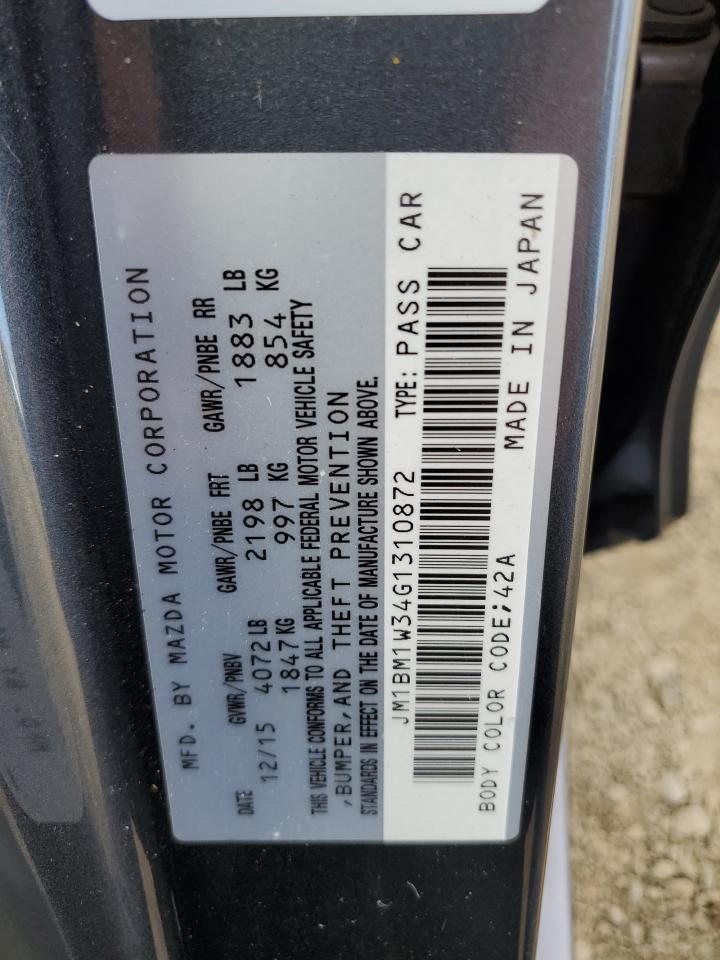 MFD. BY MAZDA MOTOR CORPORATION
GVWR/PNBV GAWR/PNBE FRT GAWR/PNBE RR
DATE 12/15 4072 LB 2198 LB 1883 LB
1847 KG 997 KG 854 KG
THIS VEHICLE CONFORMS TO ALL APPLICABLE FEDERAL MOTOR VEHICLE SAFETY
,BUMPER,AND THEFT PREVENTION
STANDARDS IN EFFECT ON THE DATE OF MANUFACTURE SHOWN ABOVE.
JM1BM1W34G1310872 TYPE: PASS CAR
BODY COLOR CODE;42A MADE IN JAPAN